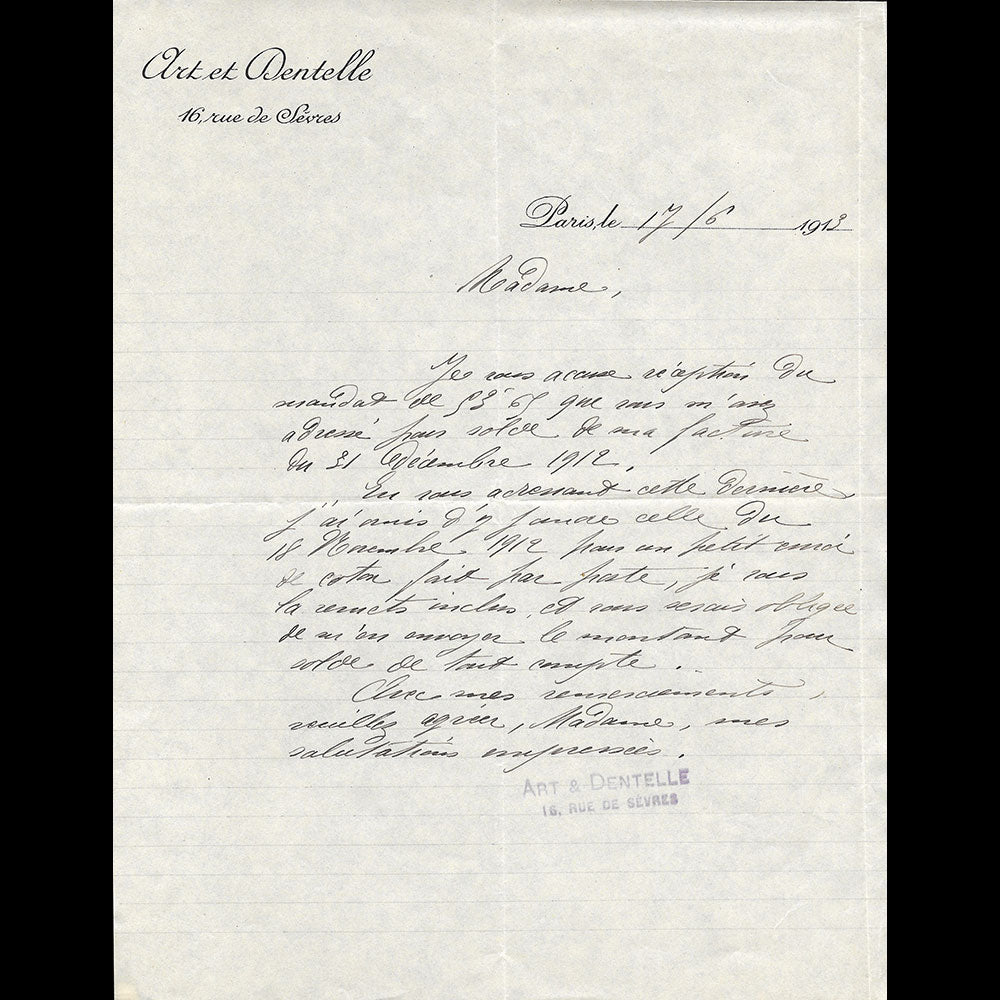 Art et Dentelle
16, rue de Sèvres
Paris, le 17/6 1913
Madame,
Je vous accuse réception du
mandat de que vous m'avez
adressé pour solde de ma facture
du 31 Décembre 1912.
En vous adressant cette dernière
j'ai omis d'y joindre celle du
18 Novembre 1912 pour un petit envoi
de coton fait par poste, je vous
la remets inclus, et vous serais obligée
de m'en envoyer le montant pour
solde de tout compte.
Avec mes remerciements,
veuillez agréer, Madame, mes
salutations empressées.
ART & DENTELLE
16, RUE DE SÈVRES